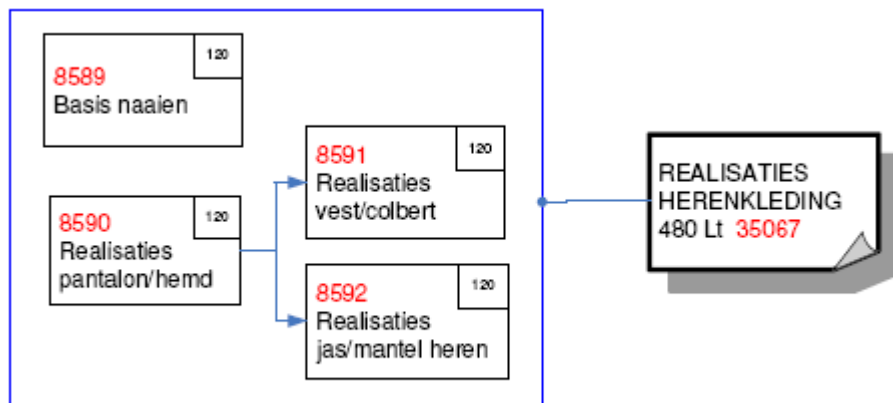 120
8589
Basis naaien
120
8590
Realisaties
pantalon/hemd
120
8591
Realisaties
vest/colbert
120
8592
Realisaties
jas/mantel heren
REALISATIES
HERENKLEDING
480 Lt 35067